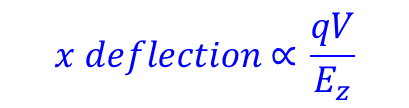 x deflection ∝ qV/E_z